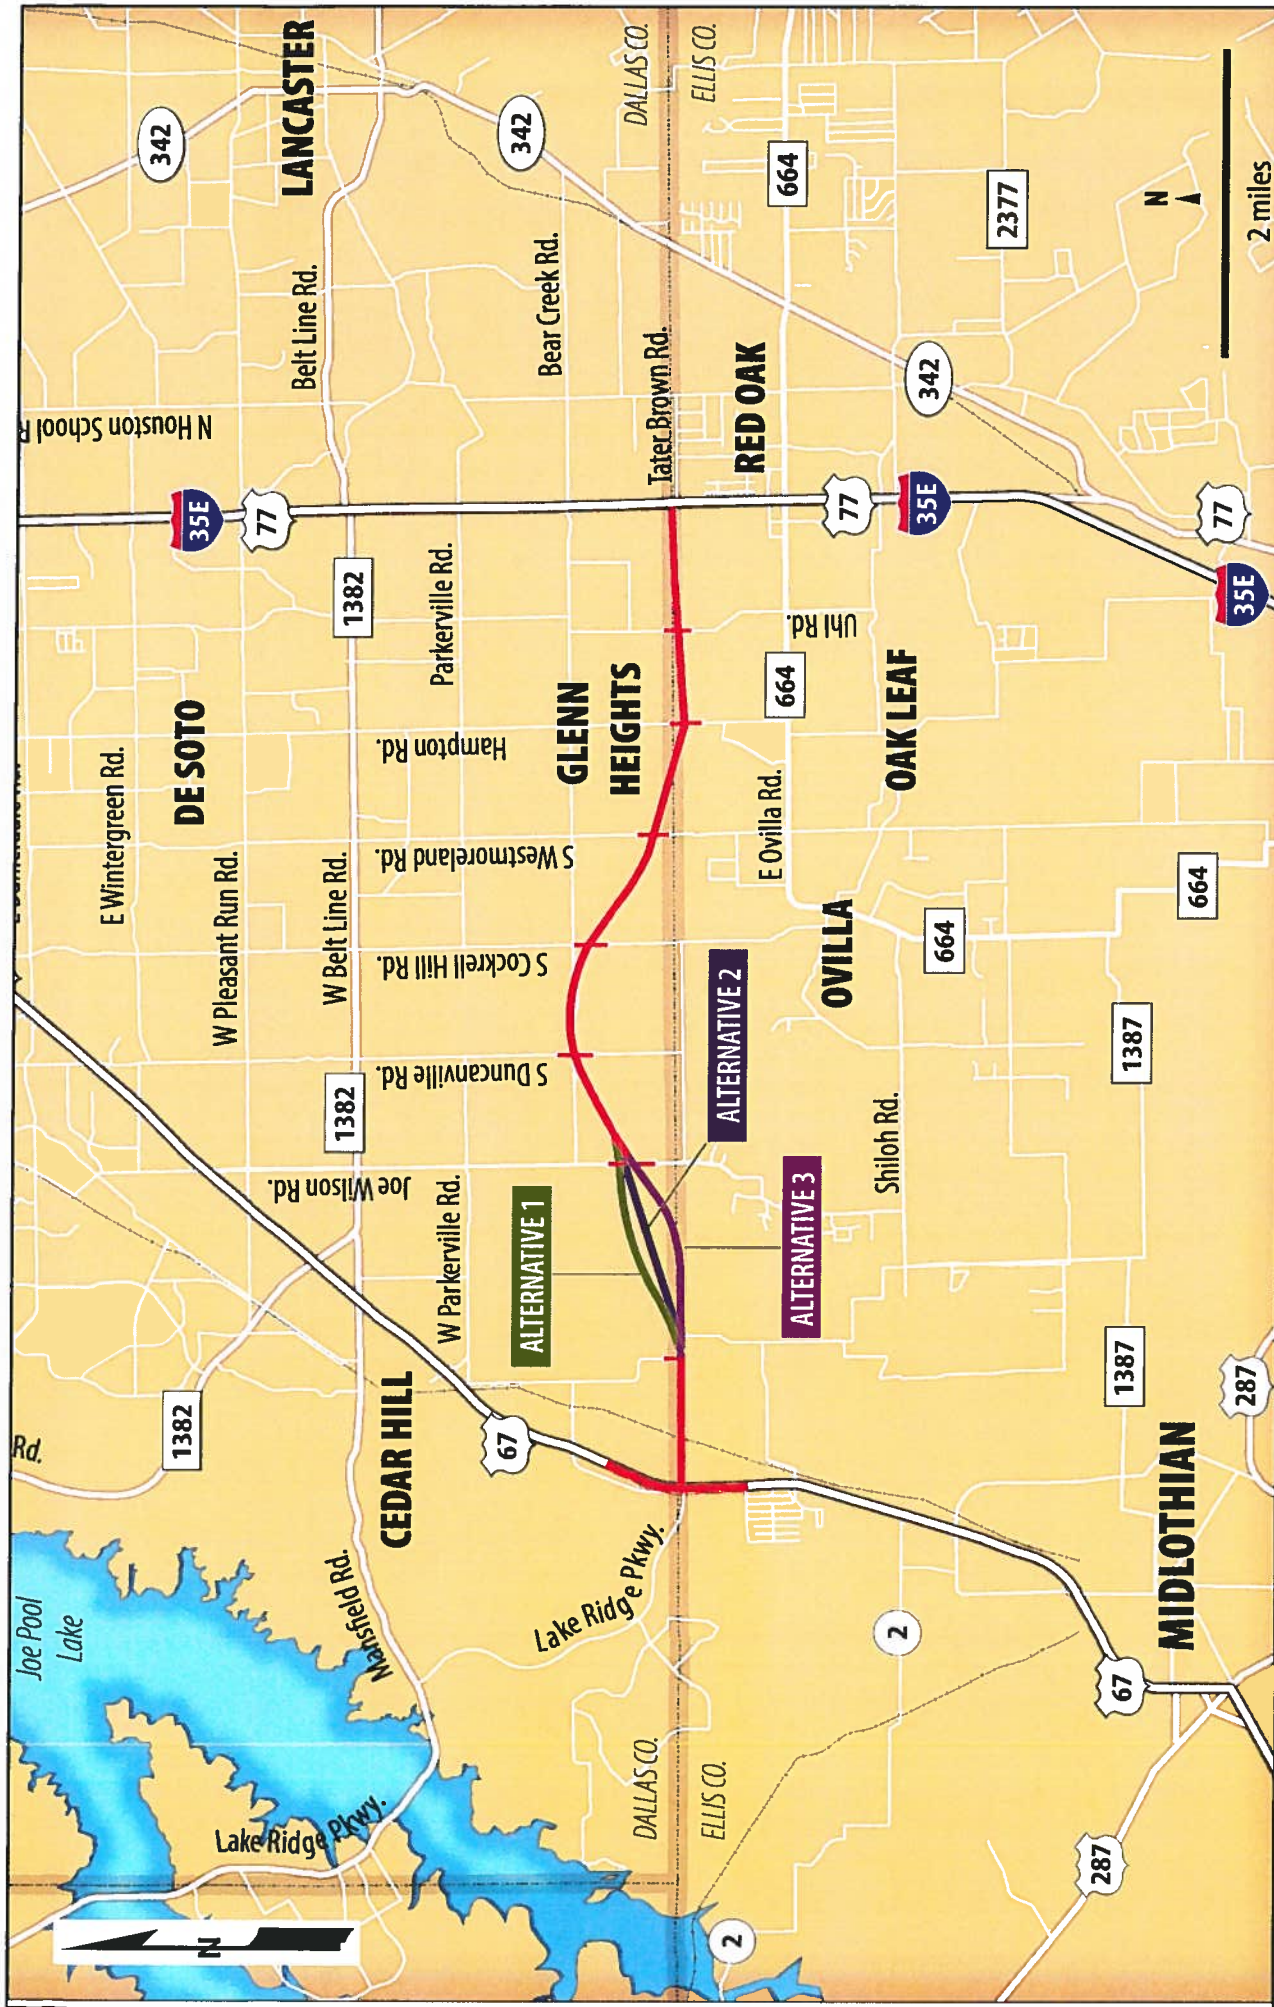 Joe Pool
Lake
Rd.
E Wintergreen Rd.
DE SOTO
N Houston School R
342
LANCASTER
1382
W Pleasant Run Rd.
35E
77
Lake Ridge Pkwy.
Mansfield Rd.
CEDAR HILL
Joe Wilson Rd.
1382
W Belt Line Rd.
1382
Belt Line Rd.
W Parkerville Rd.
S Duncanville Rd.
S Cockrell Hill Rd.
S Westmoreland Rd.
Hampton Rd.
Parkerville Rd.
67
ALTERNATIVE 1
GLENN
HEIGHTS
Bear Creek Rd.
342
Lake Ridge Pkwy.
Tater Brown Rd.
DALLAS CO.
ELLIS CO.
DALLAS CO.
ELLIS CO.
N
2
ALTERNATIVE 3
ALTERNATIVE 2
E Ovilla Rd.
664
Uhl Rd.
RED OAK
664
OVILLA
77
2
Shiloh Rd.
664
OAK LEAF
35E
342
2377
287
67
MIDLOTHIAN
1387
1387
664
N
287
35E
77
2 miles